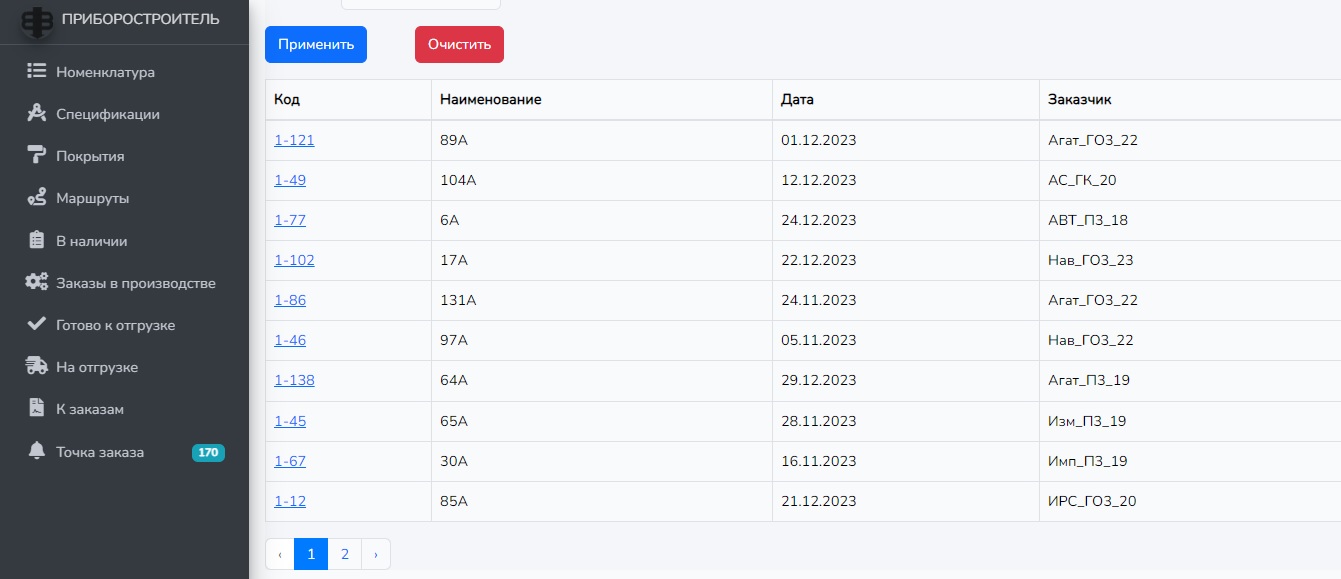 ПРИБОРОСТРОИТЕЛЬ
Номенклатура
Спецификации
Покрытия
Маршруты
В наличии
Заказы в производстве
Готово к отгрузке
На отгрузке
К заказам
Точка заказа 170
Применить Очистить
Код Наименование Дата Заказчик
1-121 89А 01.12.2023 Агат_ГОЗ_22
1-49 104А 12.12.2023 АС_ГК_20
1-77 6А 24.12.2023 АВТ_ПЗ_18
1-102 17А 22.12.2023 Нав_ГОЗ_23
1-86 131А 24.11.2023 Агат_ГОЗ_22
1-46 97А 05.11.2023 Нав_ГОЗ_22
1-138 64А 29.12.2023 Агат_ПЗ_19
1-45 65А 28.11.2023 Изм_ПЗ_19
1-67 30А 16.11.2023 Имп_ПЗ_19
1-12 85А 21.12.2023 ИРС_ГОЗ_20
‹ 1 2 ›